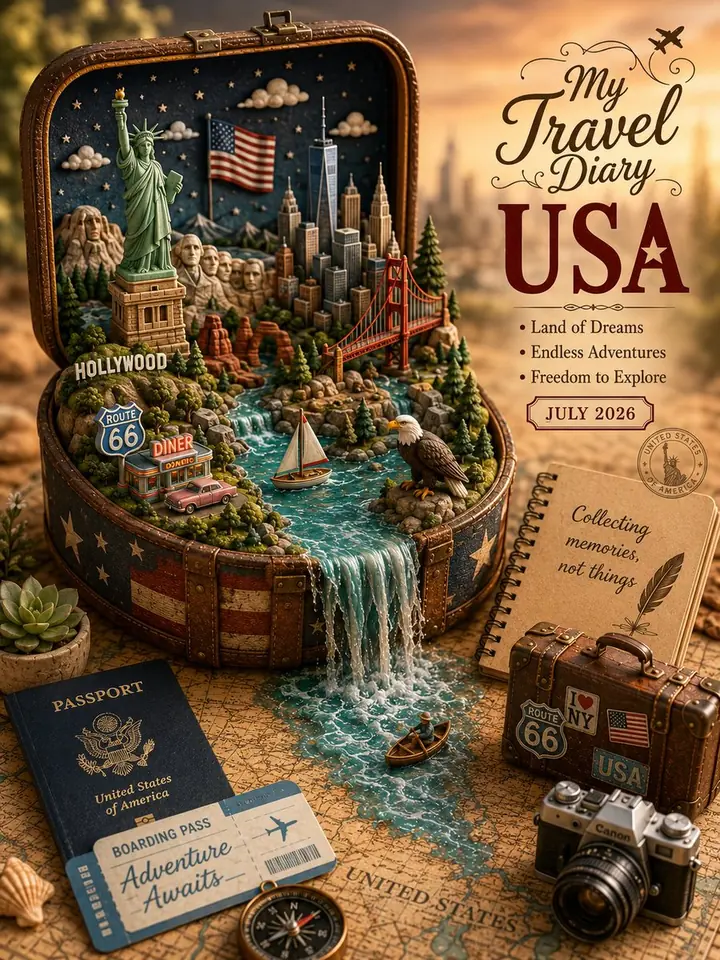 My
Travel
Diary
USA
• Land of Dreams
• Endless Adventures
• Freedom to Explore
JULY 2026
UNITED STATES
OF AMERICA
HOLLYWOOD
ROUTE
66
DINER
Collecting
memories,
not things
ROUTE
66
I ♥
NY
USA
PASSPORT
United States
of America
BOARDING PASS
Adventure
Awaits
Canon
UNITED STATES